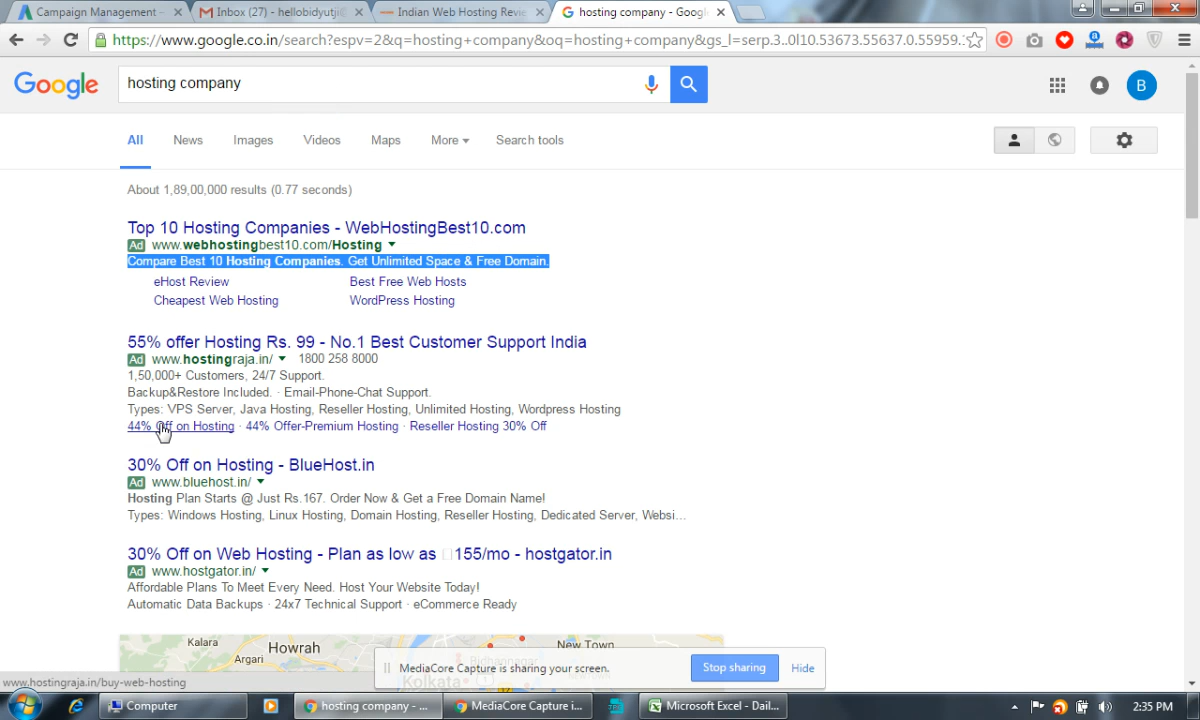 Campaign Management -
Inbox (27) - hellobidyutji@
Indian Web Hosting Revie
hosting company - Googl
https://www.google.co.in/search?espv=2&q=hosting+company&oq=hosting+company&gs_l=serp.3..0l10.53673.55637.0.55959.
Google
hosting company
B
All
News
Images
Videos
Maps
More
Search tools
About 1,89,00,000 results (0.77 seconds)
Top 10 Hosting Companies - WebHostingBest10.com
Ad www.webhostingbest10.com/Hosting
Compare Best 10 Hosting Companies. Get Unlimited Space & Free Domain.
eHost Review
Best Free Web Hosts
Cheapest Web Hosting
WordPress Hosting
55% offer Hosting Rs. 99 - No.1 Best Customer Support India
Ad www.hostingraja.in/ 1800 258 8000
1,50,000+ Customers, 24/7 Support.
Backup&Restore Included. · Email-Phone-Chat Support.
Types: VPS Server, Java Hosting, Reseller Hosting, Unlimited Hosting, Wordpress Hosting
44% Off on Hosting · 44% Offer-Premium Hosting · Reseller Hosting 30% Off
30% Off on Hosting - BlueHost.in
Ad www.bluehost.in/
Hosting Plan Starts @ Just Rs.167. Order Now & Get a Free Domain Name!
Types: Windows Hosting, Linux Hosting, Domain Hosting, Reseller Hosting, Dedicated Server, Websi...
30% Off on Web Hosting - Plan as low as 155/mo - hostgator.in
Ad www.hostgator.in/
Affordable Plans To Meet Every Need. Host Your Website Today!
Automatic Data Backups · 24x7 Technical Support · eCommerce Ready
Kalara
Howrah
Argari
New Town
Kolkata
MediaCore Capture is sharing your screen.
Stop sharing
Hide
www.hostingraja.in/buy-web-hosting
Computer
hosting company - ...
MediaCore Capture i...
Microsoft Excel - Dail...
2:35 PM